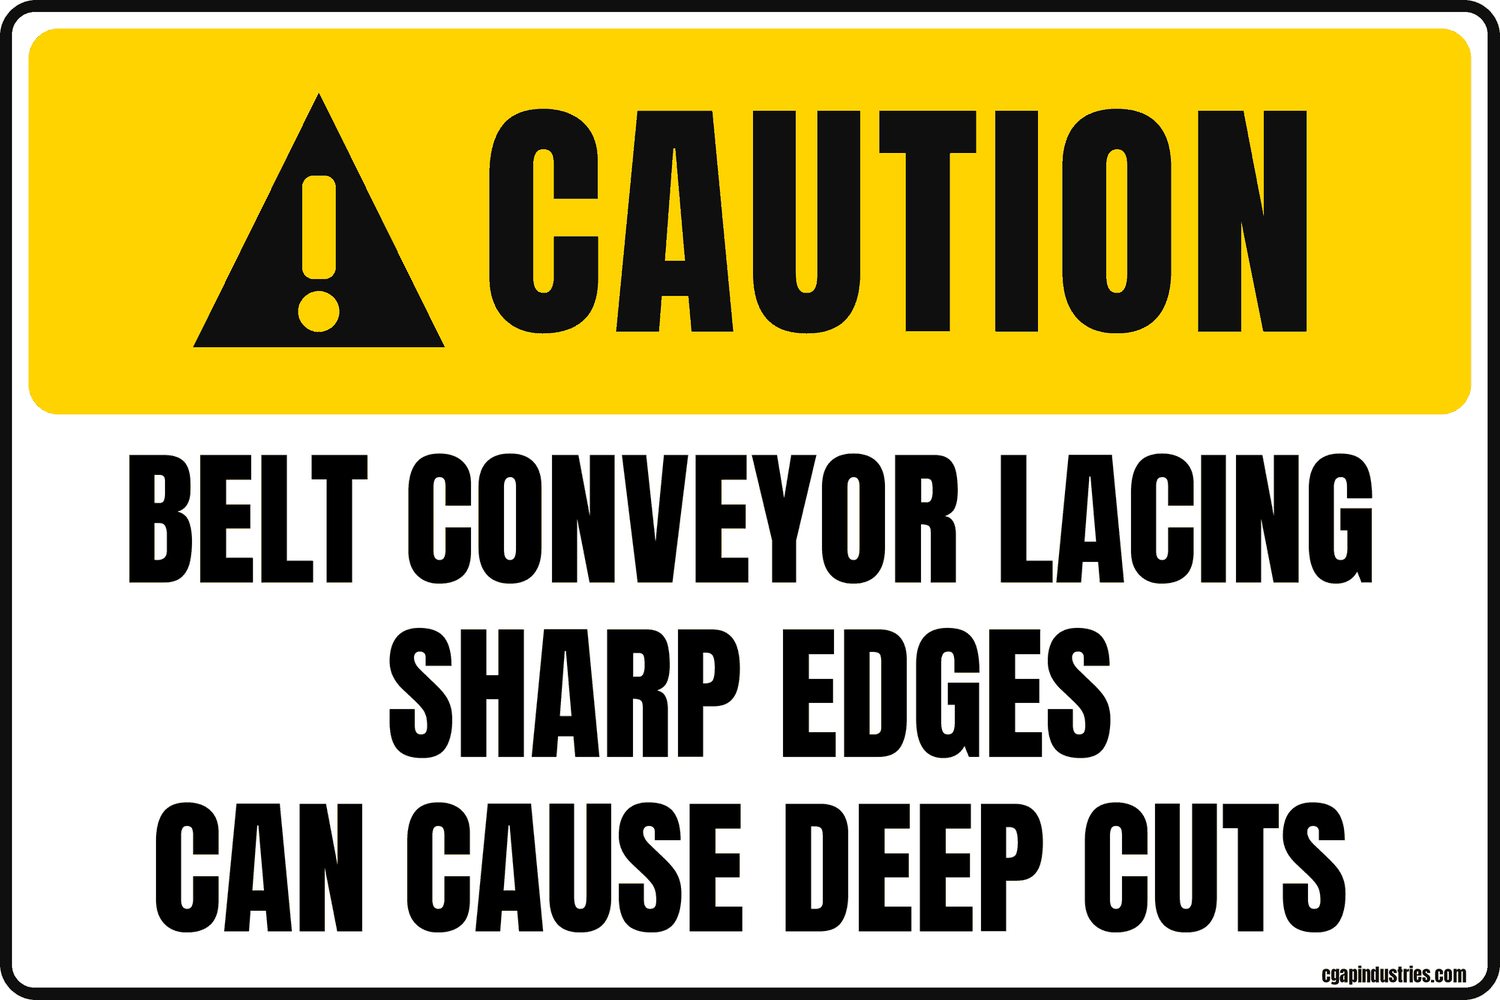 CAUTION
BELT CONVEYOR LACING
SHARP EDGES
CAN CAUSE DEEP CUTS
cgapindustries.com